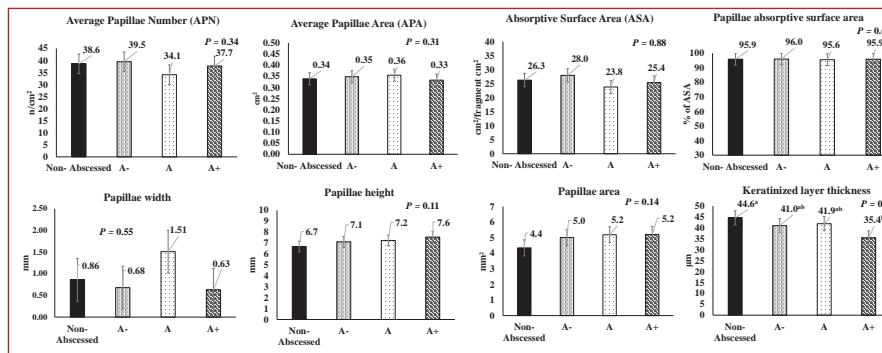 Average Papillae Number (APN)
n/cm²
45
40
35
30
25
20
15
10
5
0
38.6
39.5
34.1
37.7
P = 0.34
Non- Abscessed A- A A+
Average Papillae Area (APA)
cm²
0.50
0.45
0.40
0.35
0.30
0.25
0.20
0.15
0.10
0.05
0.00
0.34
0.35
0.36
0.33
P = 0.31
Non- Abscessed A- A A+
Absorptive Surface Area (ASA)
cm²/fragment cm²
40
35
30
25
20
15
10
5
0
26.3
28.0
23.8
25.4
P = 0.88
Non- Abscessed A- A A+
Papillae absorptive surface area
% of ASA
100
90
80
70
60
50
40
30
95.9
96.0
95.6
95.9
Non- Abscessed A- A A+
Papillae width
mm
2.00
1.50
1.00
0.50
0.00
0.86
0.68
1.51
0.63
P = 0.55
Non-
Abscessed
A- A A+
Papillae height
mm
10
9
8
7
6
5
4
3
2
1
0
6.7
7.1
7.2
7.6
P = 0.11
Non-
Abscessed
A- A A+
Papillae area
mm²
7
6
5
4
3
2
1
0
4.4
5.0
5.2
5.2
P = 0.14
Non-
Abscessed
A- A A+
Keratinized layer thickness
µm
50
45
40
35
30
25
20
15
10
5
0
44.6ᵃ
41.0ᵃᵇ
41.9ᵃᵇ
35.4
Non-
Abscessed
A- A A+